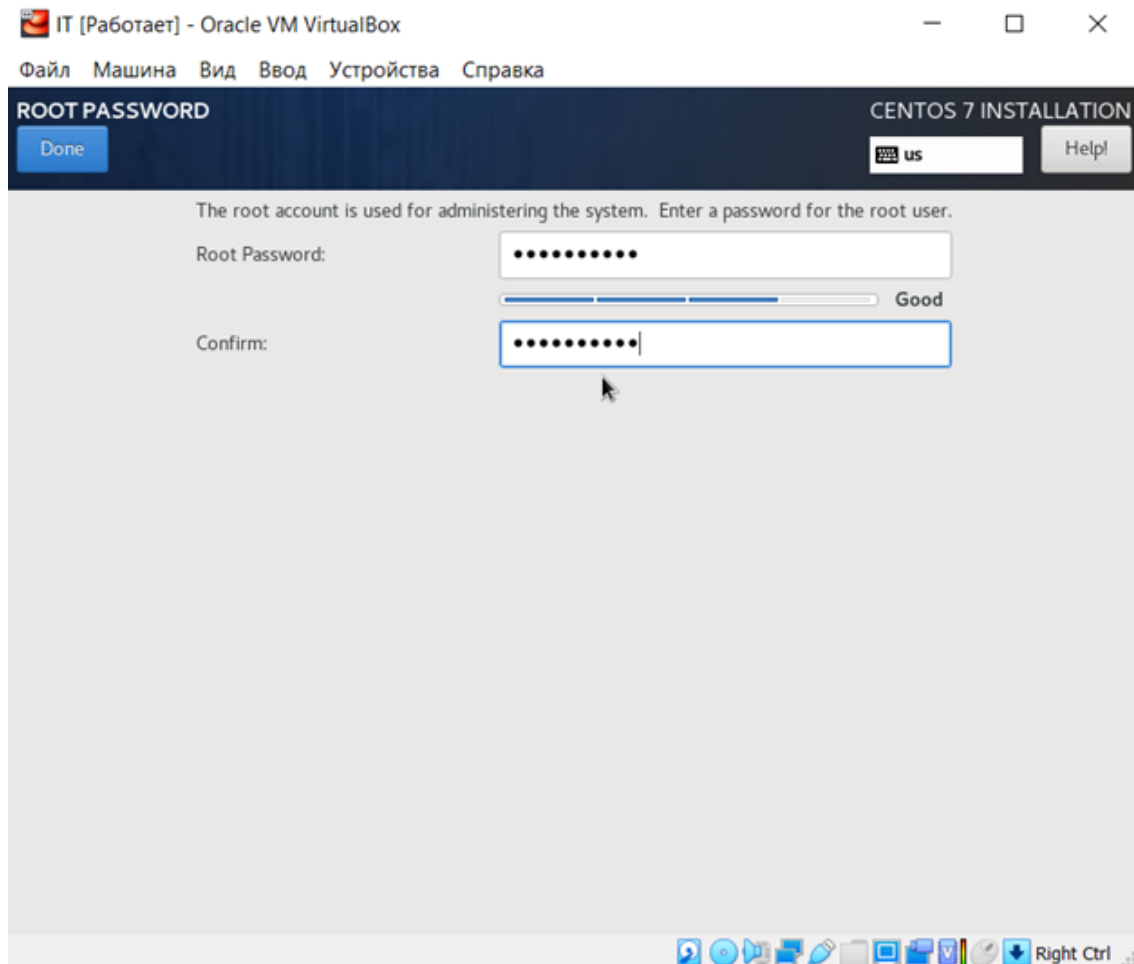 IT [Работает] - Oracle VM VirtualBox
Файл Машина Вид Ввод Устройства Справка
ROOT PASSWORD CENTOS 7 INSTALLATION
Done us Help!
The root account is used for administering the system. Enter a password for the root user.
Root Password: ●●●●●●●●●●
Good
Confirm: ●●●●●●●●●●
Right Ctrl